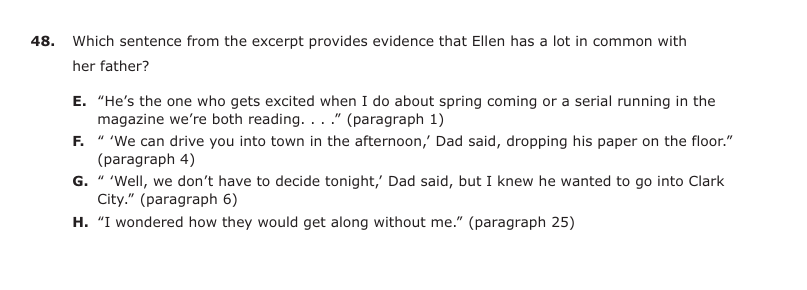 48. Which sentence from the excerpt provides evidence that Ellen has a lot in common with
her father?
E. “He’s the one who gets excited when I do about spring coming or a serial running in the
magazine we’re both reading. . . .” (paragraph 1)
F. “ ‘We can drive you into town in the afternoon,’ Dad said, dropping his paper on the floor.”
(paragraph 4)
G. “ ‘Well, we don’t have to decide tonight,’ Dad said, but I knew he wanted to go into Clark
City.” (paragraph 6)
H. “I wondered how they would get along without me.” (paragraph 25)